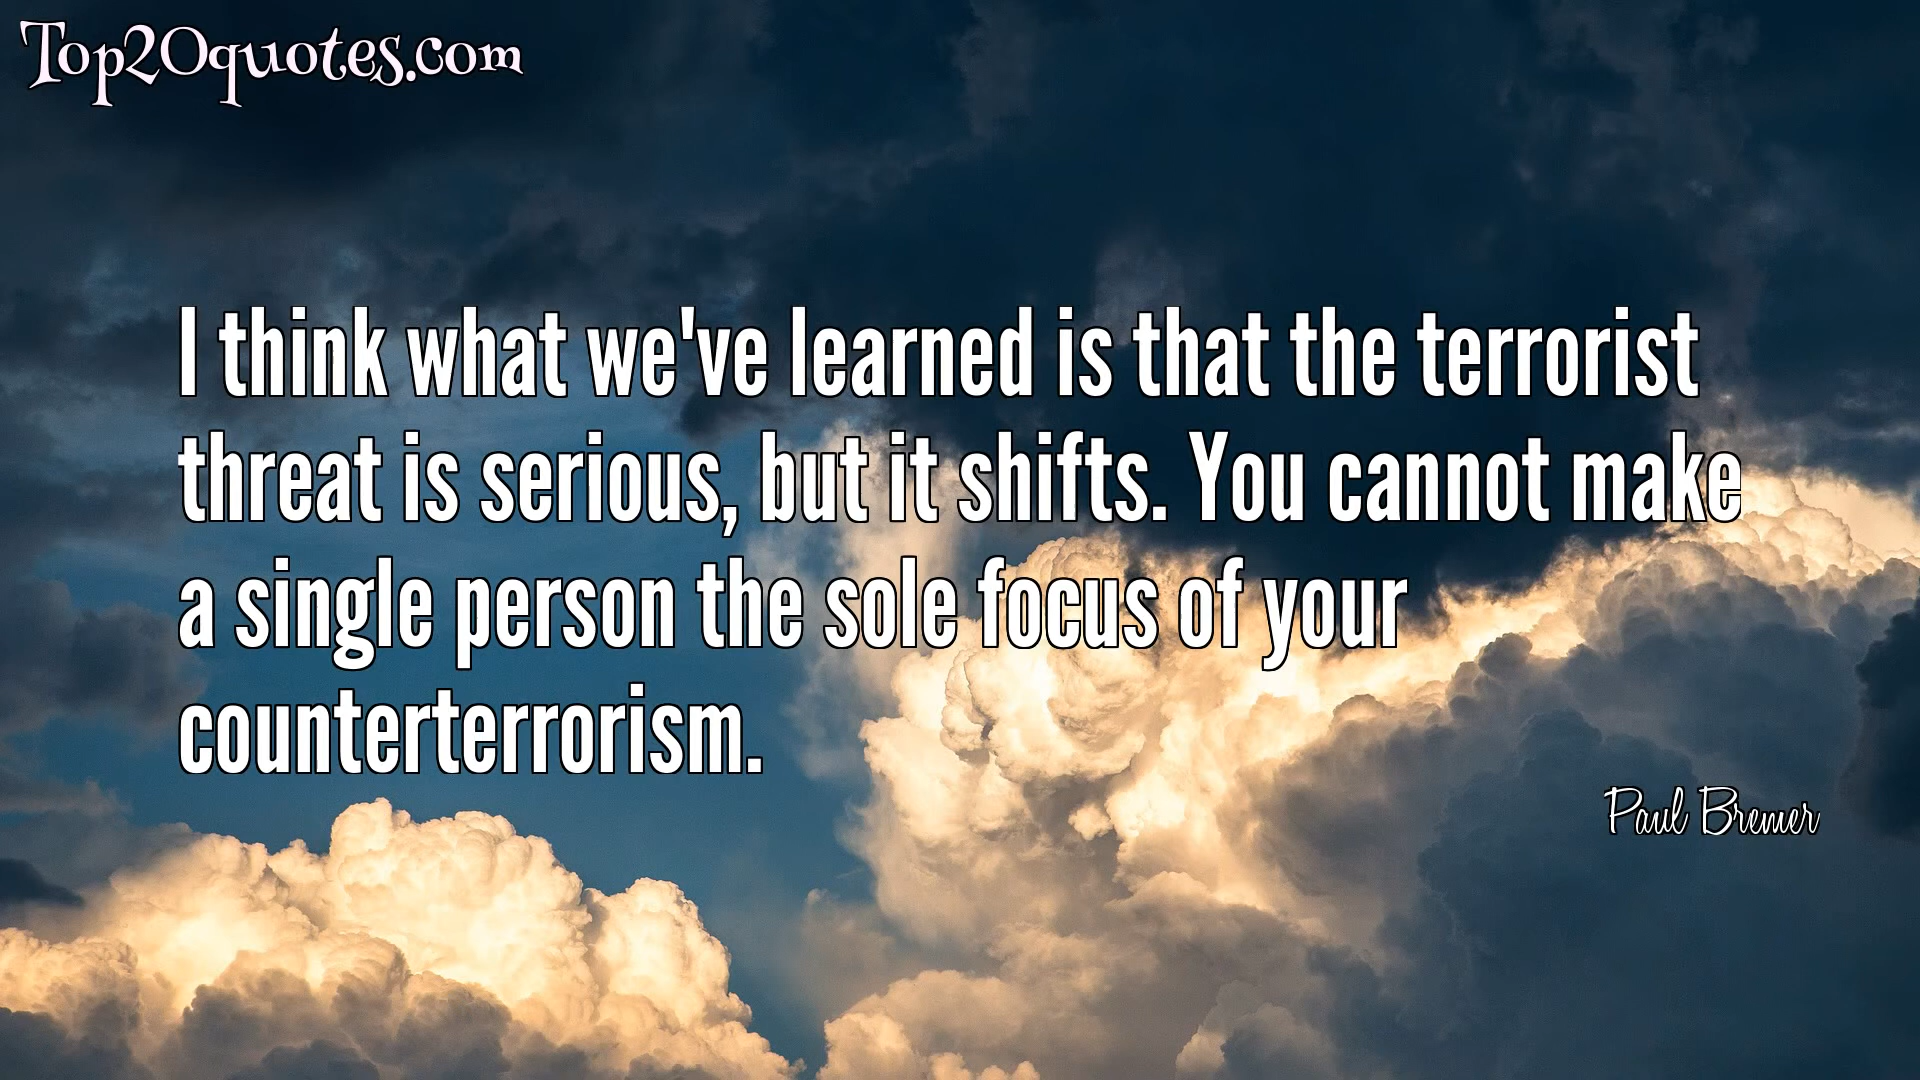 Top20quotes.com
I think what we've learned is that the terrorist
threat is serious, but it shifts. You cannot make
a single person the sole focus of your
counterterrorism.
Paul Bremer